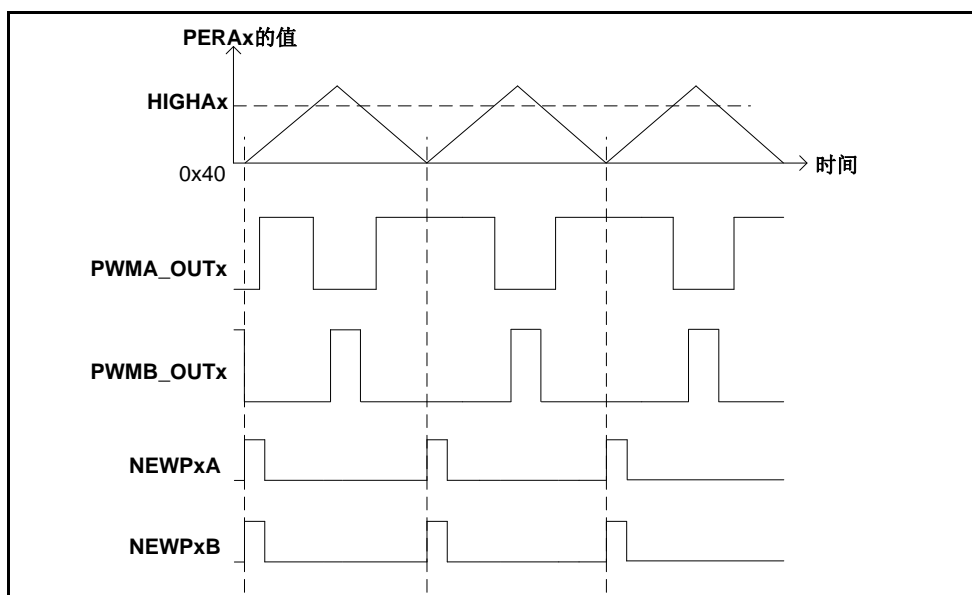 PERAx的值
HIGHAx
0x40
时间
PWMA_OUTx
PWMB_OUTx
NEWPxA
NEWPxB